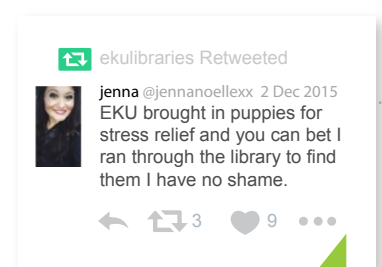 ekulibraries Retweeted
jenna @jennanoellexx 2 Dec 2015
EKU brought in puppies for
stress relief and you can bet I
ran through the library to find
them I have no shame.
3 9